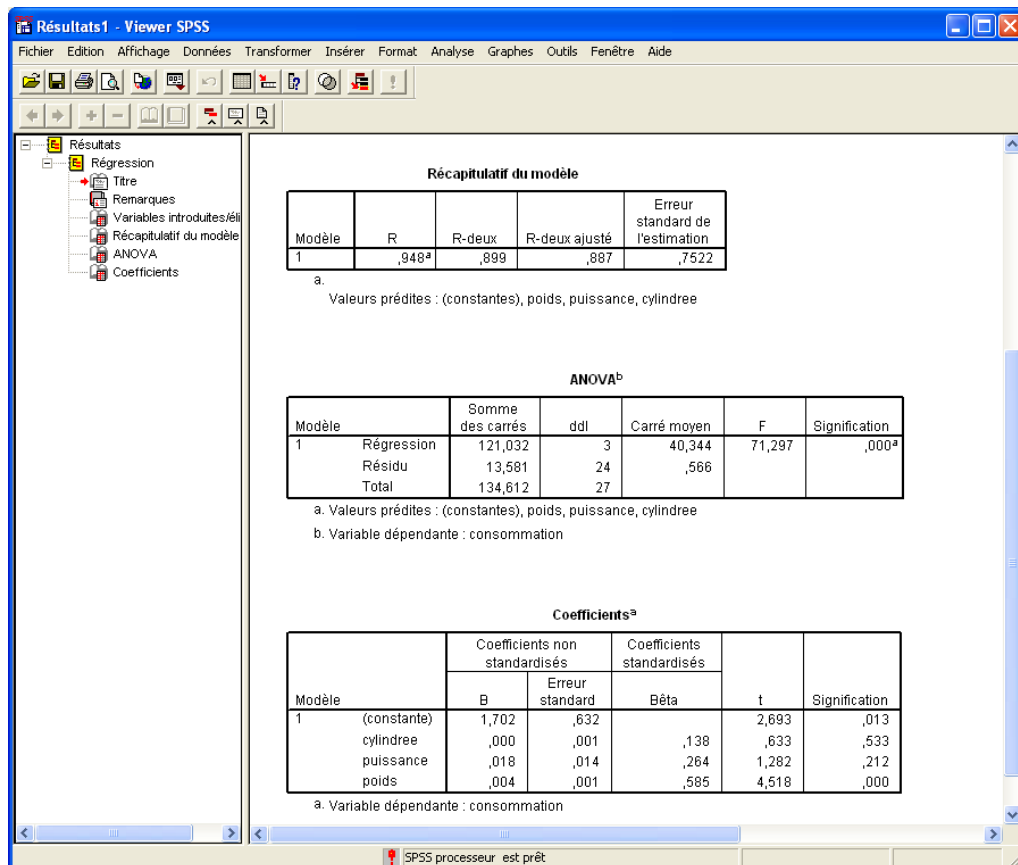 Résultats1 - Viewer SPSS
Fichier Edition Affichage Données Transformer Insérer Format Analyse Graphes Outils Fenêtre Aide
Résultats
Régression
Titre
Remarques
Variables introduites/éli
Récapitulatif du modèle
ANOVA
Coefficients
Récapitulatif du modèle
Modèle R R-deux R-deux ajusté Erreur standard de l'estimation
1 ,948a ,899 ,887 ,7522
a.
Valeurs prédites : (constantes), poids, puissance, cylindree
ANOVAb
Modèle Somme des carrés ddl Carré moyen F Signification
1 Régression 121,032 3 40,344 71,297 ,000a
Résidu 13,581 24 ,566
Total 134,612 27
a. Valeurs prédites : (constantes), poids, puissance, cylindree
b. Variable dépendante : consommation
Coefficientsa
Coefficients non standardisés Coefficients standardisés
Modèle B Erreur standard Bêta t Signification
1 (constante) 1,702 ,632 2,693 ,013
cylindree ,000 ,001 ,138 ,633 ,533
puissance ,018 ,014 ,264 1,282 ,212
poids ,004 ,001 ,585 4,518 ,000
a. Variable dépendante : consommation
SPSS processeur est prêt